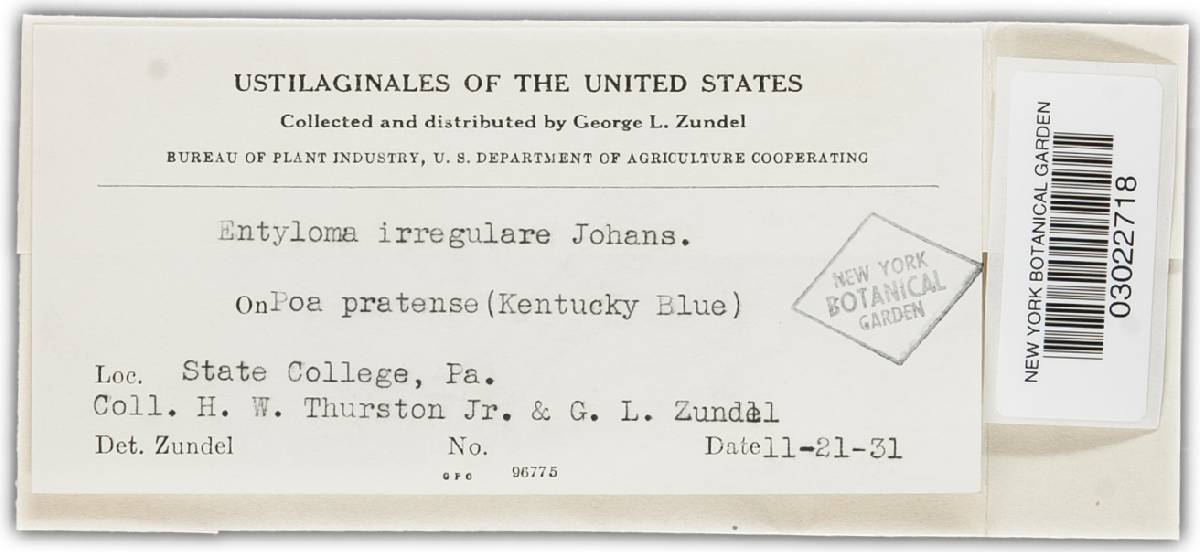 USTILAGINALES OF THE UNITED STATES
Collected and distributed by George L. Zundel
BUREAU OF PLANT INDUSTRY, U. S. DEPARTMENT OF AGRICULTURE COOPERATING
Entyloma irregulare Johans.
On Poa pratense (Kentucky Blue)
NEW YORK
BOTANICAL
GARDEN
Loc. State College, Pa.
Coll. H. W. Thurston Jr. & G. L. Zundel
Det. Zundel No. Date 11-21-31
GPO 96775
NEW YORK BOTANICAL GARDEN
03022718